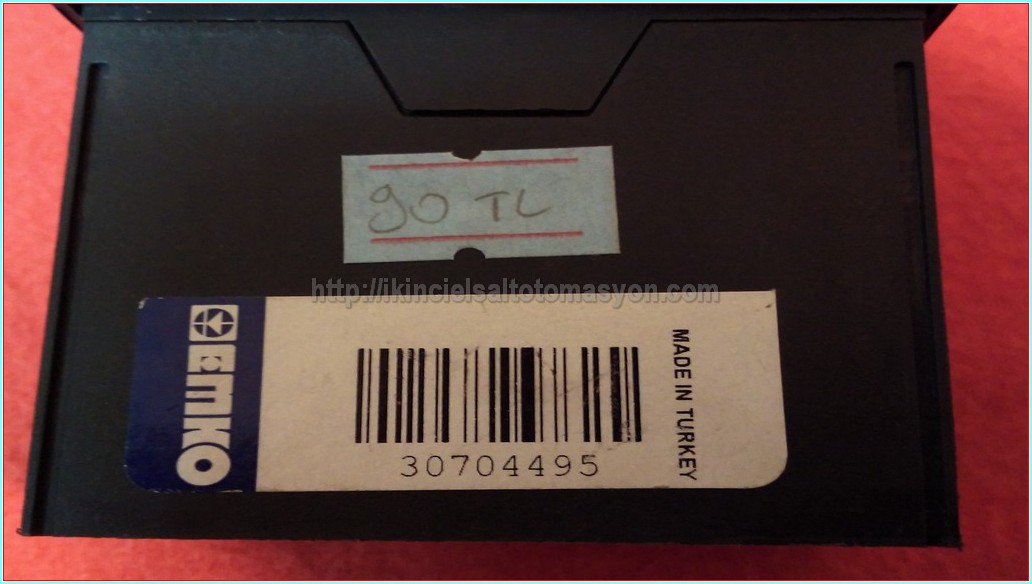 90 TL
http://ikincielsaltotomasyon.com
EMKO
30704495
MADE IN TURKEY